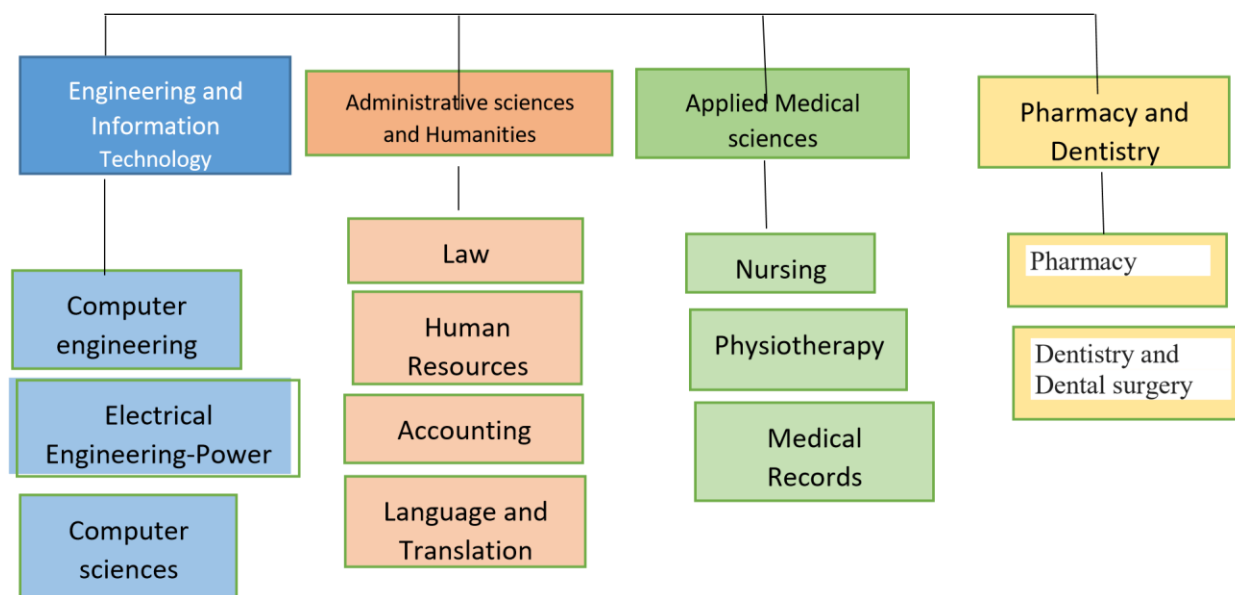 Engineering and
Information
Technology
Administrative sciences
and Humanities
Applied Medical
sciences
Pharmacy and
Dentistry
Computer
engineering
Electrical
Engineering-Power
Computer
sciences
Law
Human
Resources
Accounting
Language and
Translation
Nursing
Physiotherapy
Medical
Records
Pharmacy
Dentistry and
Dental surgery